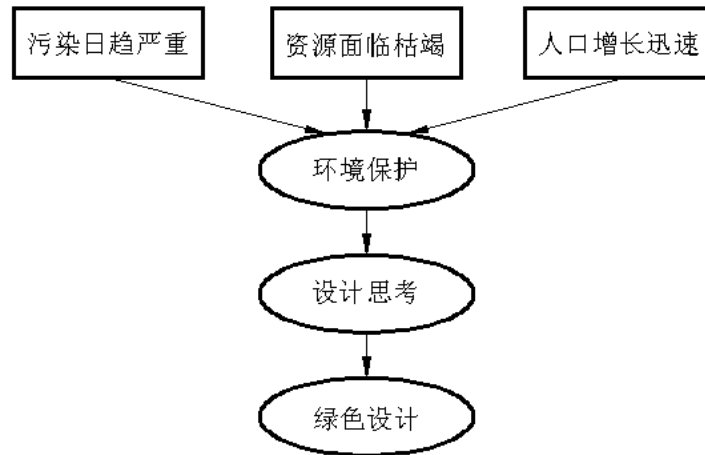 污染日趋严重
资源面临枯竭
人口增长迅速
环境保护
设计思考
绿色设计